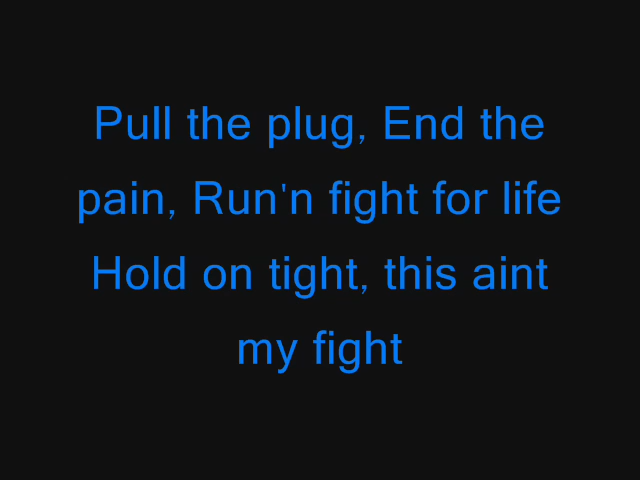 Pull the plug, End the
pain, Run'n fight for life
Hold on tight, this aint
my fight